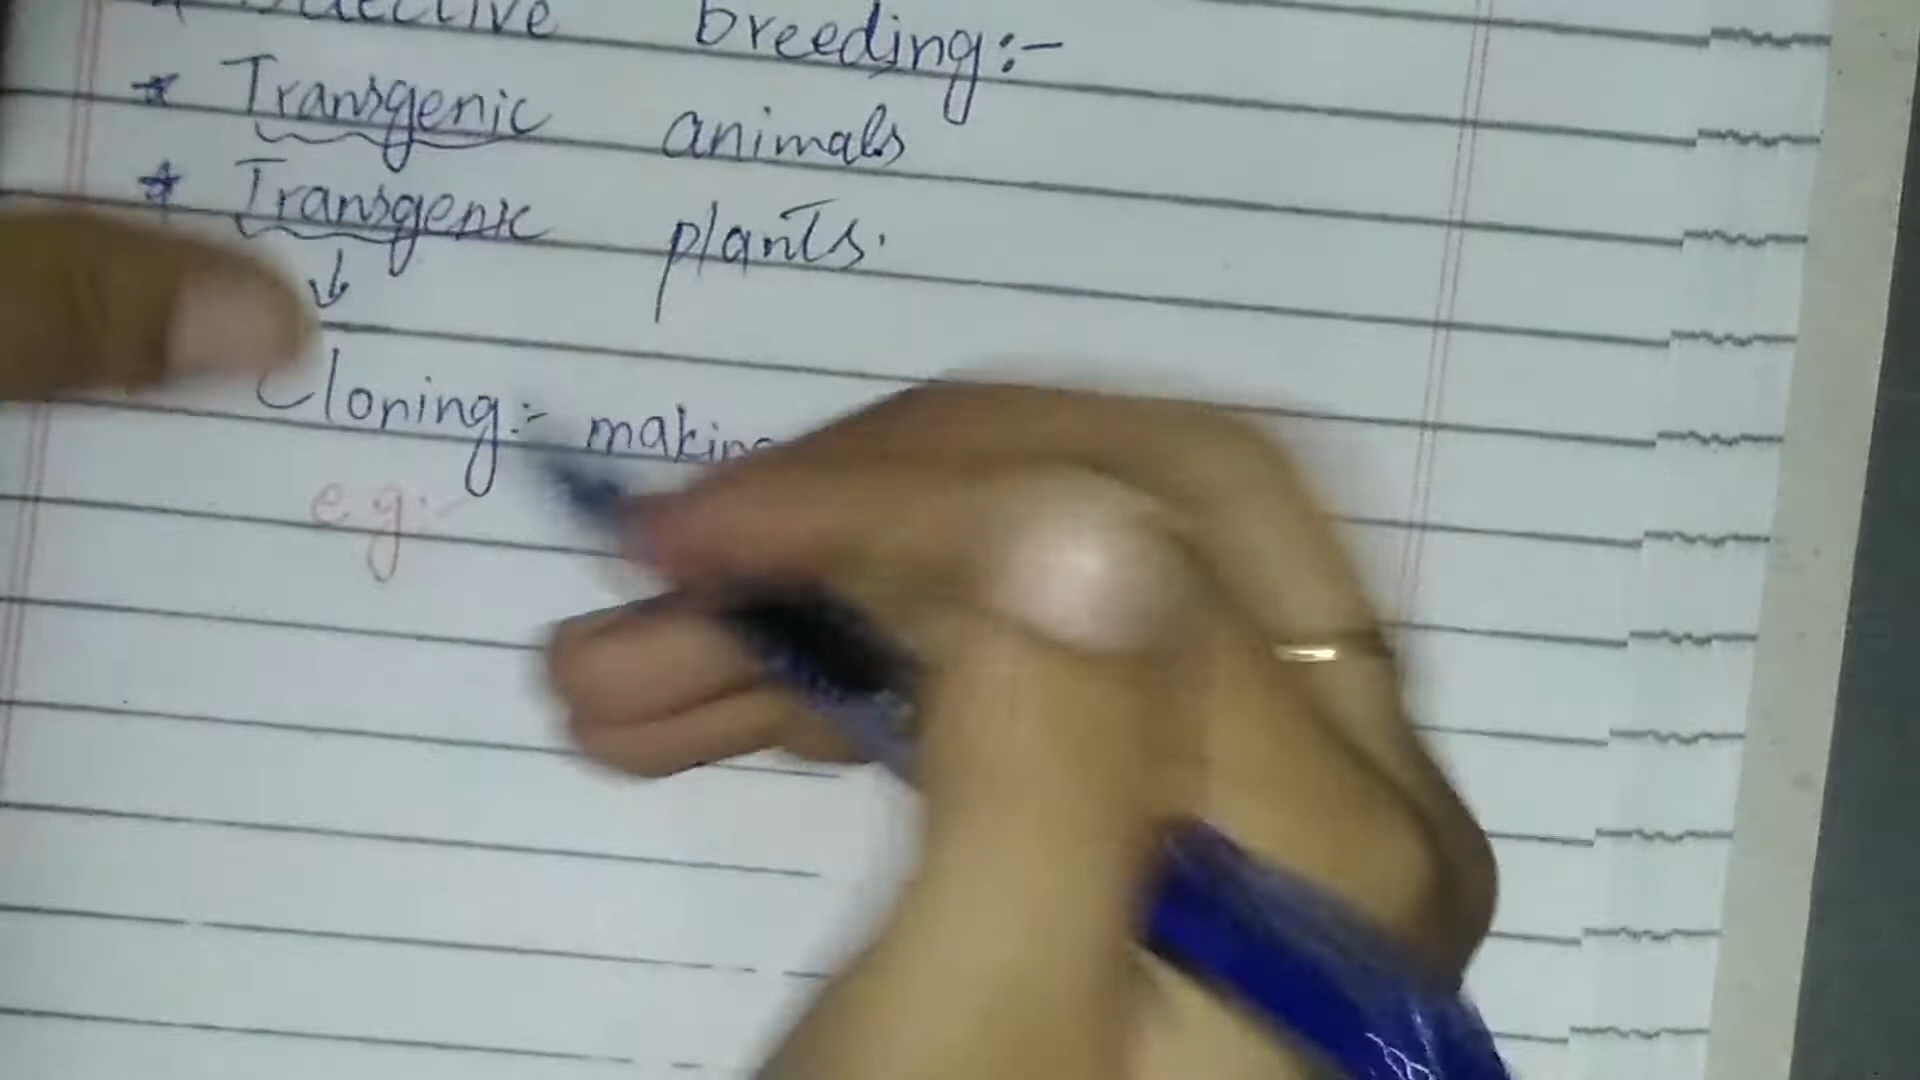 breeding:-
* Transgenic animals
* Transgenic plants.
↓
Cloning:- making
e.g:-